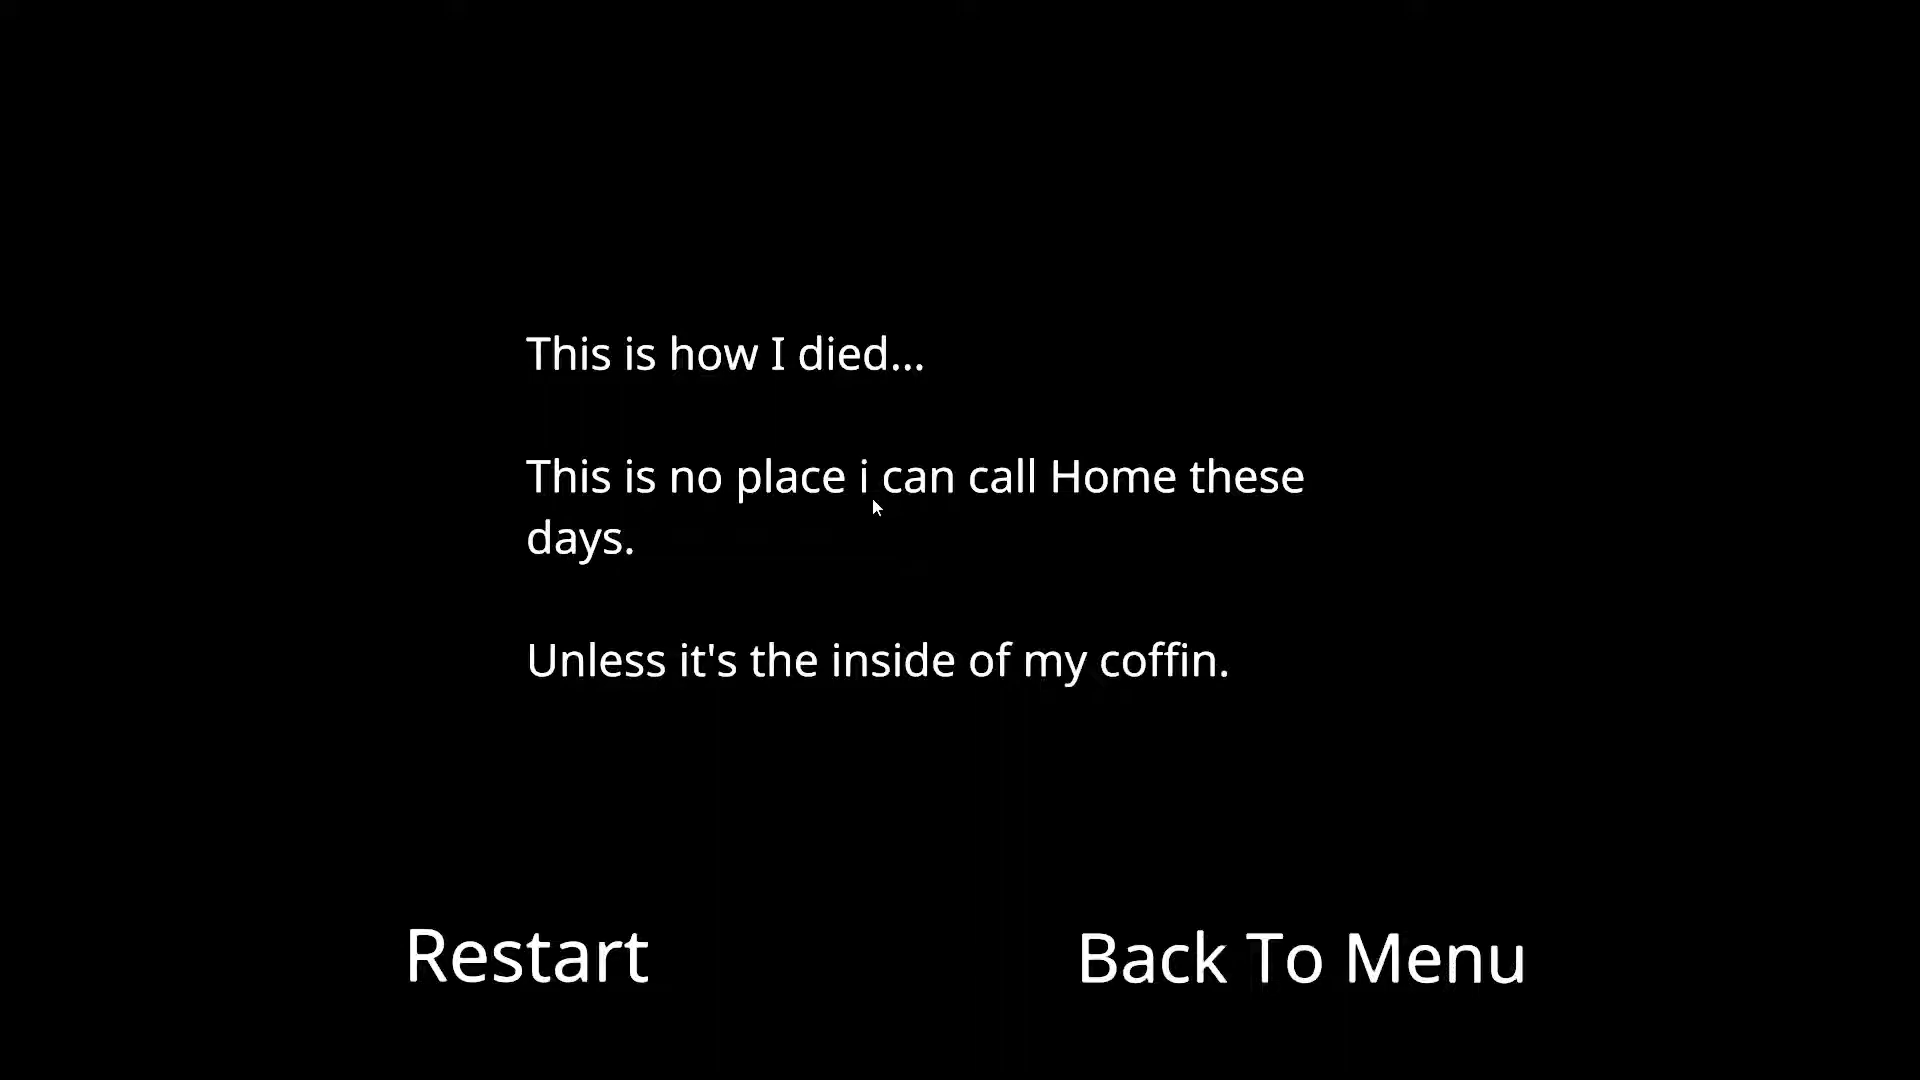 This is how I died...
This is no place i can call Home these
days.
Unless it's the inside of my coffin.
Restart
Back To Menu